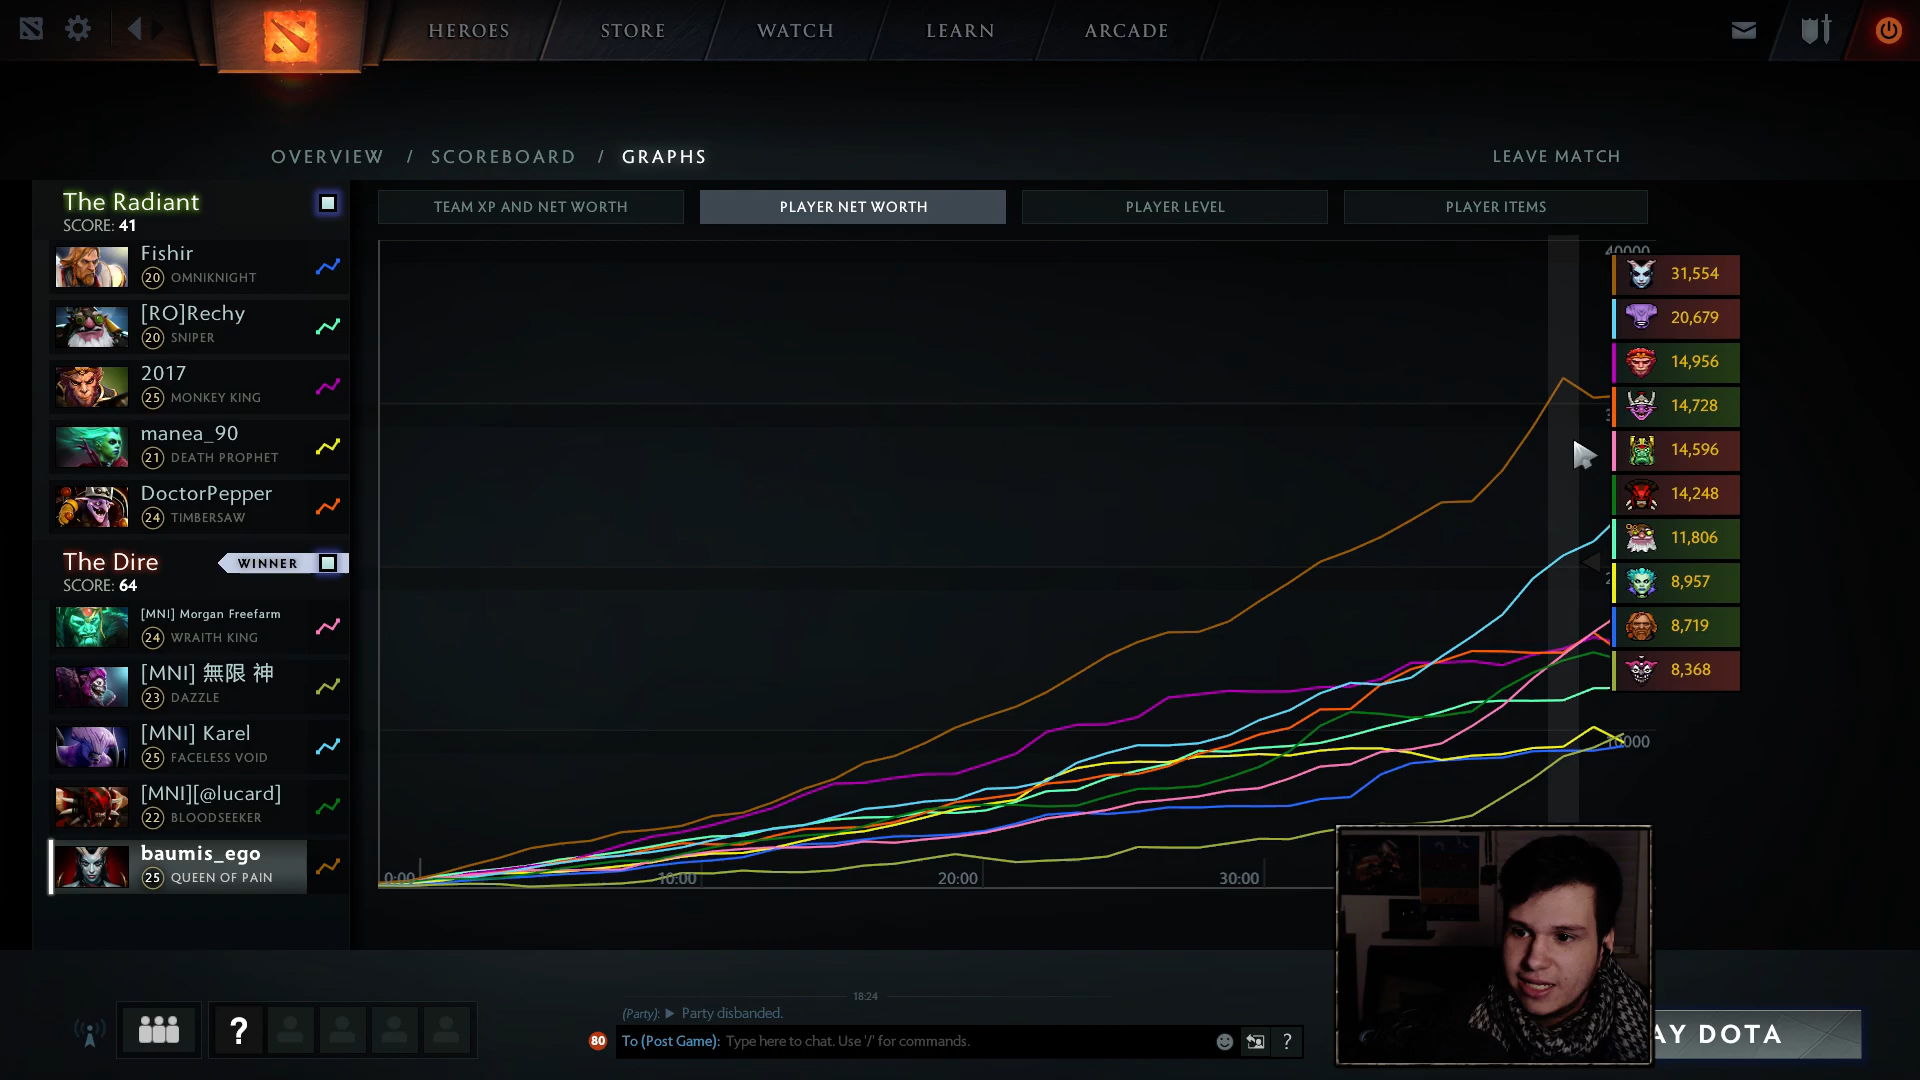 HEROES
STORE
WATCH
LEARN
ARCADE
OVERVIEW / SCOREBOARD / GRAPHS
LEAVE MATCH
The Radiant
SCORE: 41
Fishir
20 OMNIKNIGHT
[RO]Rechy
20 SNIPER
2017
25 MONKEY KING
manea_90
21 DEATH PROPHET
DoctorPepper
24 TIMBERSAW
The Dire
WINNER
SCORE: 64
[MNI] Morgan Freefarm
24 WRAITH KING
[MNI] 無限 神
23 DAZZLE
[MNI] Karel
25 FACELESS VOID
[MNI][@lucard]
22 BLOODSEEKER
baumis_ego
25 QUEEN OF PAIN
TEAM XP AND NET WORTH
PLAYER NET WORTH
PLAYER LEVEL
PLAYER ITEMS
40000
31,554
20,679
14,956
14,728
14,596
14,248
11,806
8,957
8,719
8,368
0:00
10:00
20:00
30:00
18:24
(Party): ▶ Party disbanded.
80
To (Post Game): Type here to chat. Use '/' for commands.
?
?
AY DOTA